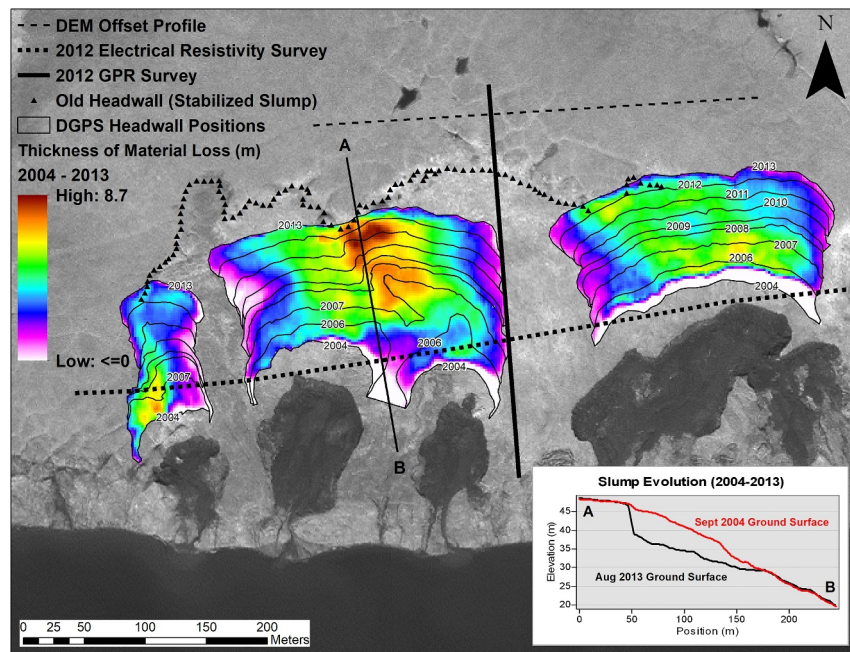 DEM Offset Profile
2012 Electrical Resistivity Survey
2012 GPR Survey
Old Headwall (Stabilized Slump)
DGPS Headwall Positions
Thickness of Material Loss (m)
2004 - 2013
High: 8.7
Low: <=0
N
A
B
2013
2007
2004
2013
2007
2006
2004
2006
2004
2013
2012
2011
2010
2009
2008
2007
2006
2004
0 25 50 100 150 200
Meters
Slump Evolution (2004-2013)
A
Sept 2004 Ground Surface
Aug 2013 Ground Surface
B
Elevation (m)
45
40
35
30
25
20
0 50 100 150 200
Position (m)